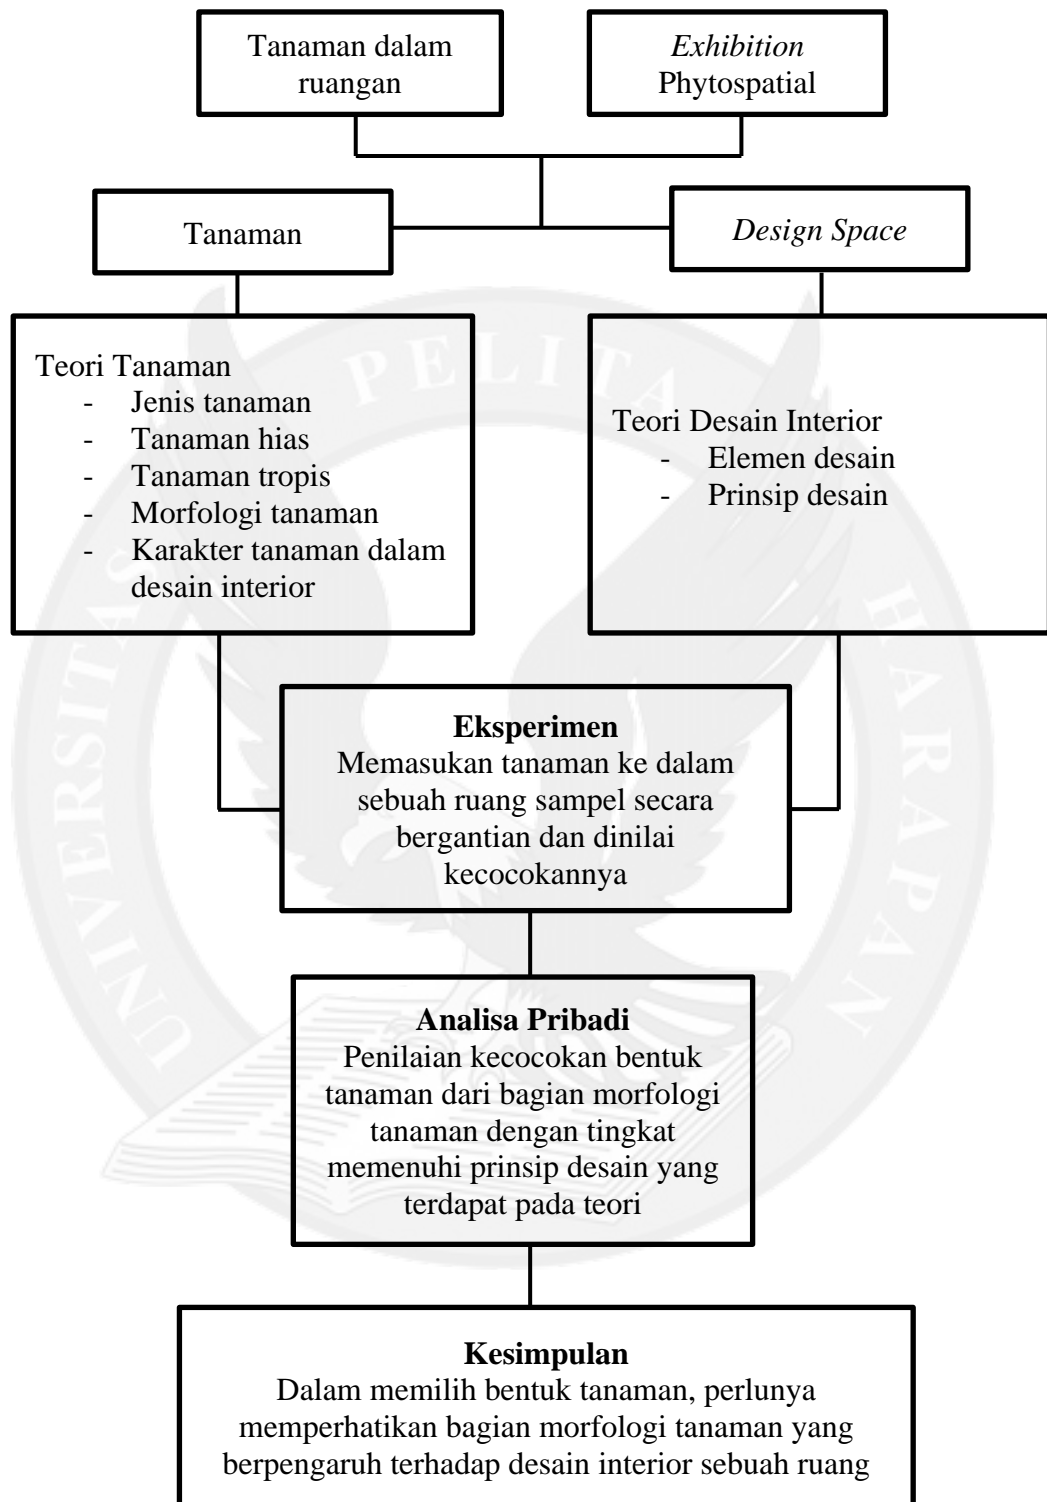 Tanaman dalam
ruangan
Exhibition
Phytospatial
Tanaman
Design Space
Teori Tanaman
- Jenis tanaman
- Tanaman hias
- Tanaman tropis
- Morfologi tanaman
- Karakter tanaman dalam
desain interior
Teori Desain Interior
- Elemen desain
- Prinsip desain
Eksperimen
Memasukan tanaman ke dalam
sebuah ruang sampel secara
bergantian dan dinilai
kecocokannya
Analisa Pribadi
Penilaian kecocokan bentuk
tanaman dari bagian morfologi
tanaman dengan tingkat
memenuhi prinsip desain yang
terdapat pada teori
Kesimpulan
Dalam memilih bentuk tanaman, perlunya
memperhatikan bagian morfologi tanaman yang
berpengaruh terhadap desain interior sebuah ruang
UNIVERSITAS PELITA HARAPAN